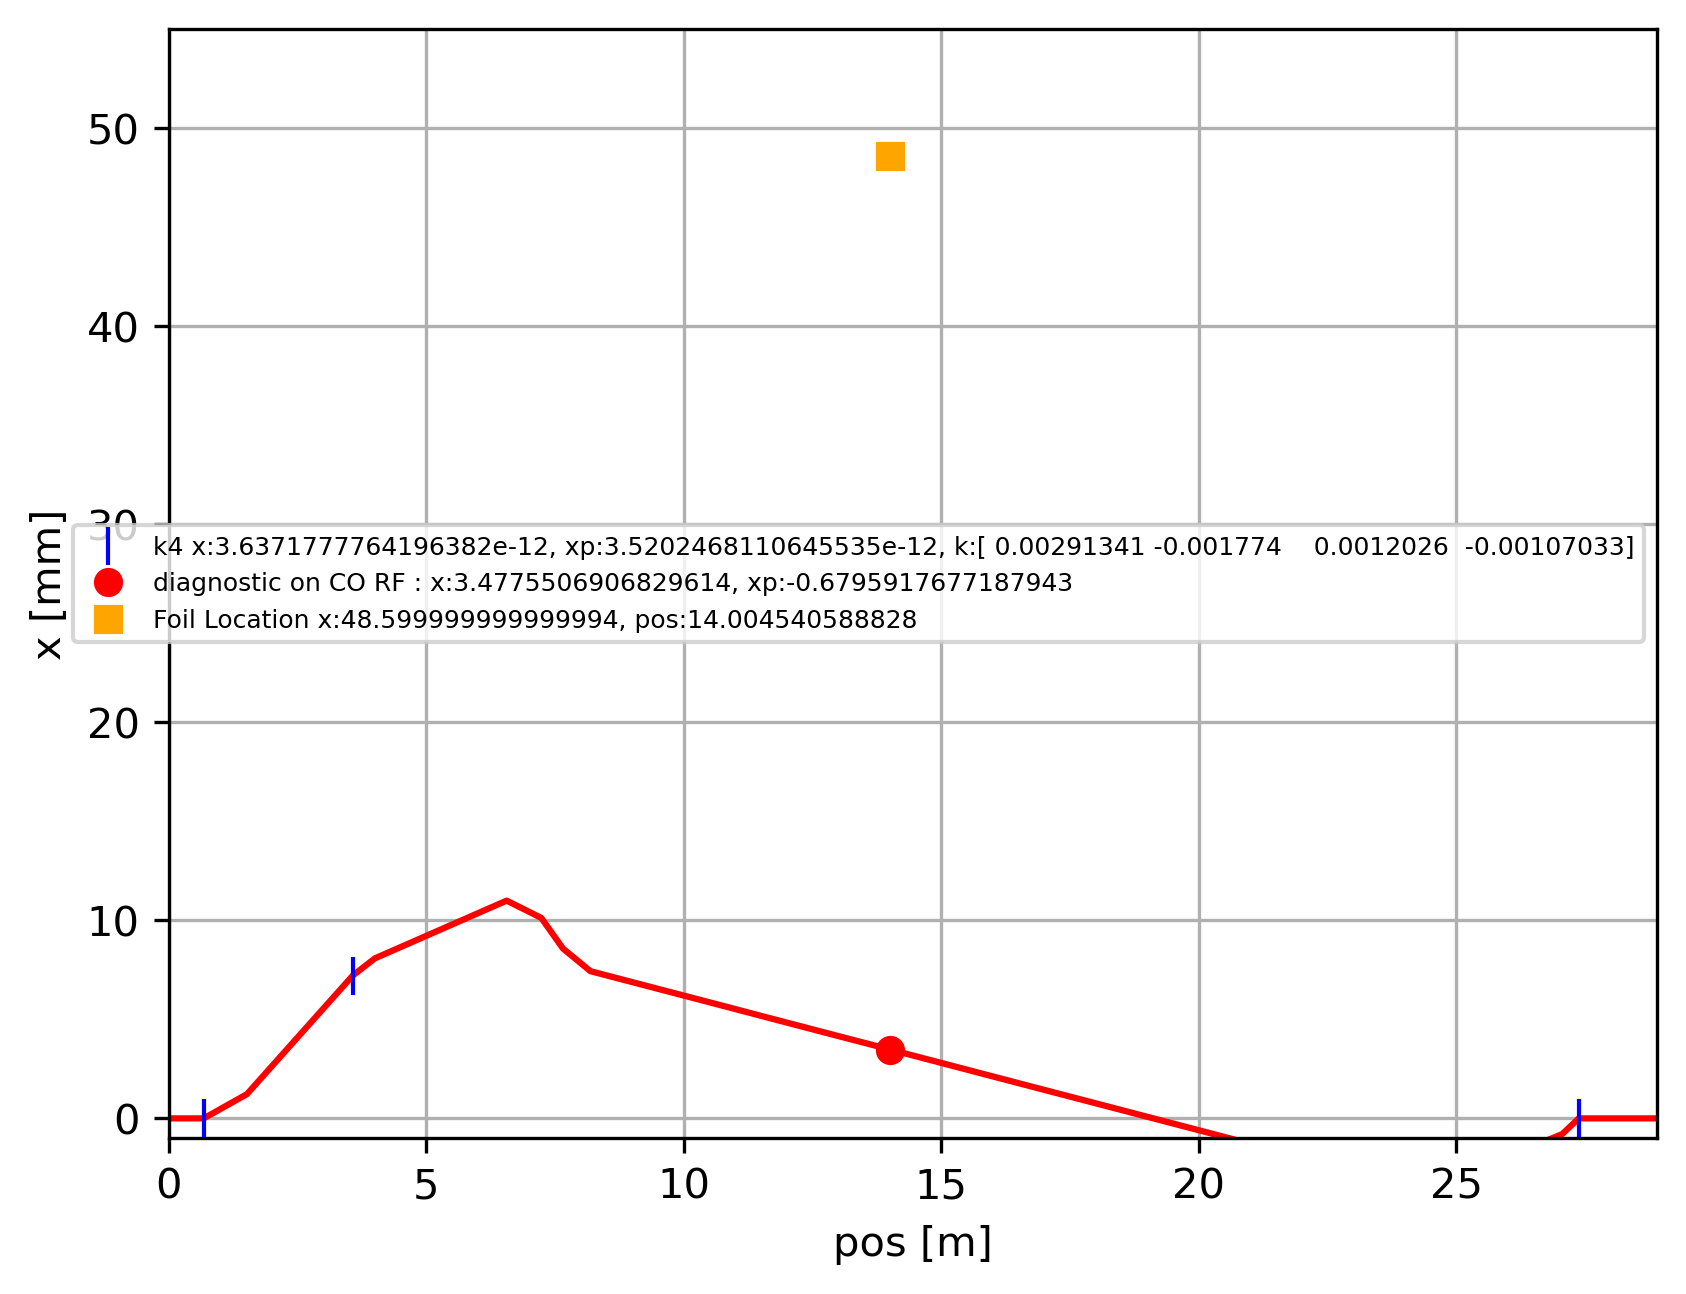 50
40
30
k4 x:3.6371777764196382e-12, xp:3.5202468110645535e-12, k:[ 0.00291341 -0.001774    0.0012026  -0.00107033]
diagnostic on CO RF : x:3.4775506906829614, xp:-0.6795917677187943
Foil Location x:48.599999999999994, pos:14.004540588828
x [mm]
20
10
0
0 5 10 15 20 25
pos [m]